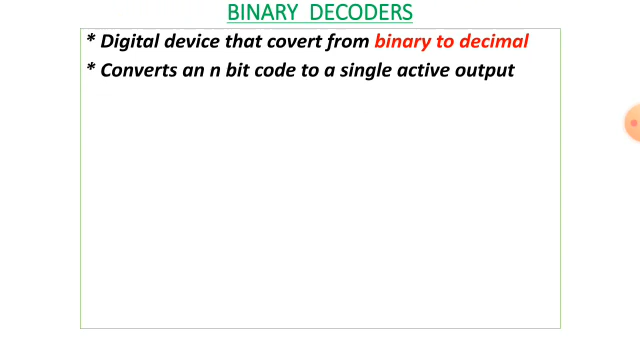 BINARY DECODERS
* Digital device that covert from binary to decimal
* Converts an n bit code to a single active output